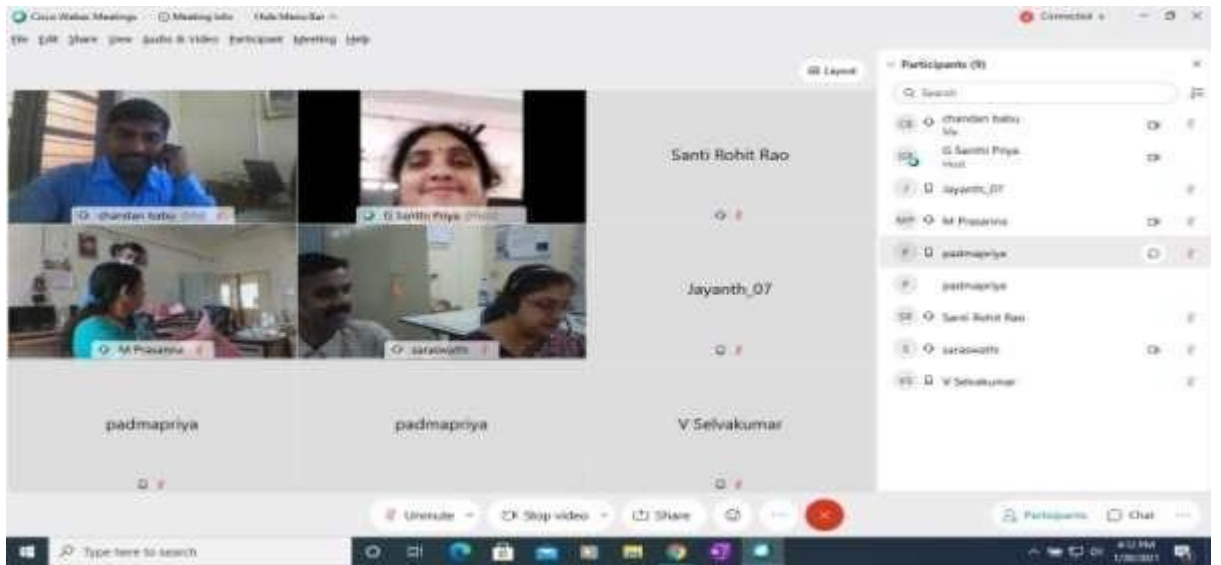 Cisco Webex Meetings Meeting Info Hide Menu Bar
Connected
File Edit Share View Audio & Video Participant Meeting Help
Layout
Participants (9)
Search
chandan babu
Me
G Santhi Priya
Host
Jayanth_07
M Prasanna
padmapriya
padmapriya
Santi Rohit Rao
saraswathi
V Selvakumar
chandan babu
G Santhi Priya
Santi Rohit Rao
M Prasanna
saraswathi
Jayanth_07
padmapriya
padmapriya
V Selvakumar
Unmute Stop video Share
Participants Chat
Type here to search
4:32 PM